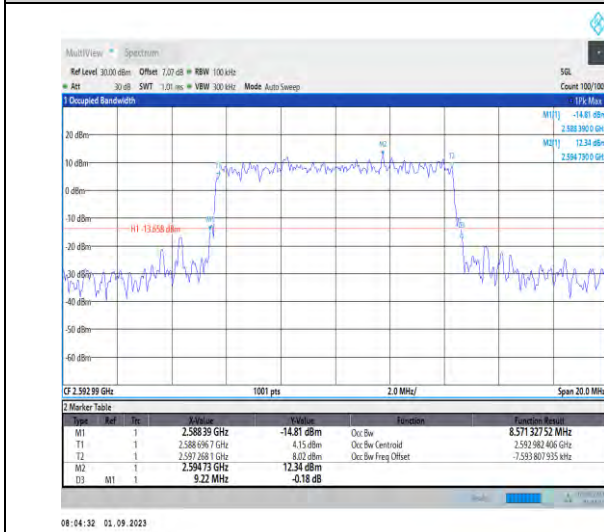 MultiView Spectrum
Ref Level 30.00 dBm Offset 7.07 dB RBW 100 kHz SGL
Att 30 dB SWT 1.01 ms VBW 300 kHz Mode Auto Sweep Count 100/100
1 Occupied Bandwidth 1Pk Max
M1[1] -14.81 dBm
2.588 390 0 GHz
M2[1] 12.34 dBm
2.594 730 0 GHz
20 dBm
10 dBm
0 dBm
-10 dBm
-30 dBm
-40 dBm
-50 dBm
-60 dBm
M2
T2
H1 -13.658 dBm
CF 2.592 99 GHz 1001 pts 2.0 MHz/ Span 20.0 MHz
2 Marker Table
Type Ref Trc X-Value Y-Value Function Function Result
M1 1 2.588 39 GHz -14.81 dBm Occ Bw 8.571 327 52 MHz
T1 1 2.588 696 7 GHz 4.15 dBm Occ Bw Centroid 2.592 982 406 GHz
T2 1 2.597 268 1 GHz 8.02 dBm Occ Bw Freq Offset -7.593 807 935 kHz
M2 1 2.594 73 GHz 12.34 dBm
D3 M1 1 9.22 MHz -0.18 dB
08:04:32 01.09.2023